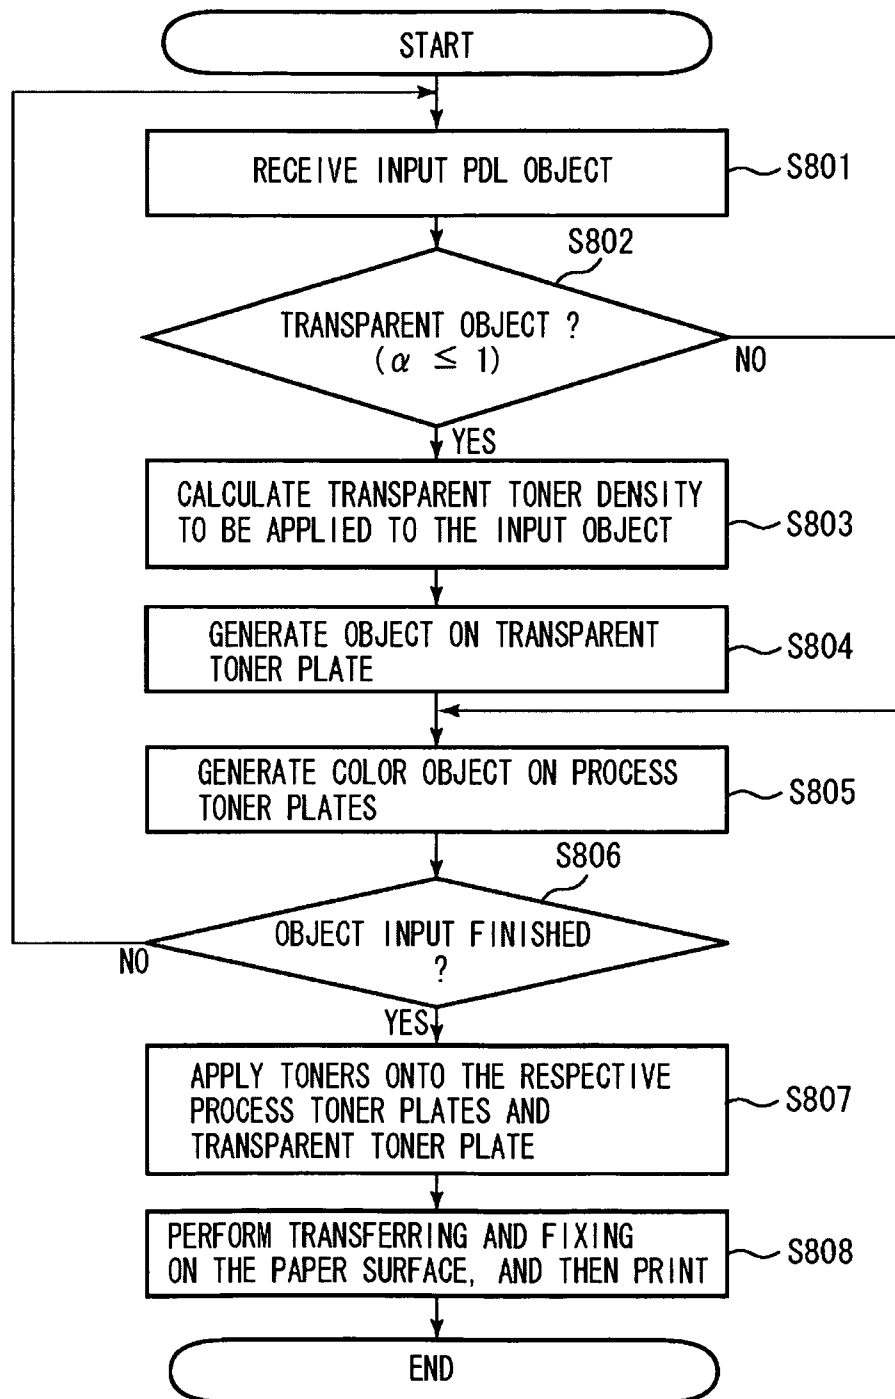 START
RECEIVE INPUT PDL OBJECT
S801
S802
TRANSPARENT OBJECT ?
(α ≦ 1)
NO
YES
CALCULATE TRANSPARENT TONER DENSITY
TO BE APPLIED TO THE INPUT OBJECT
S803
GENERATE OBJECT ON TRANSPARENT
TONER PLATE
S804
GENERATE COLOR OBJECT ON PROCESS
TONER PLATES
S805
S806
OBJECT INPUT FINISHED
?
NO
YES
APPLY TONERS ONTO THE RESPECTIVE
PROCESS TONER PLATES AND
TRANSPARENT TONER PLATE
S807
PERFORM TRANSFERRING AND FIXING
ON THE PAPER SURFACE, AND THEN PRINT
S808
END